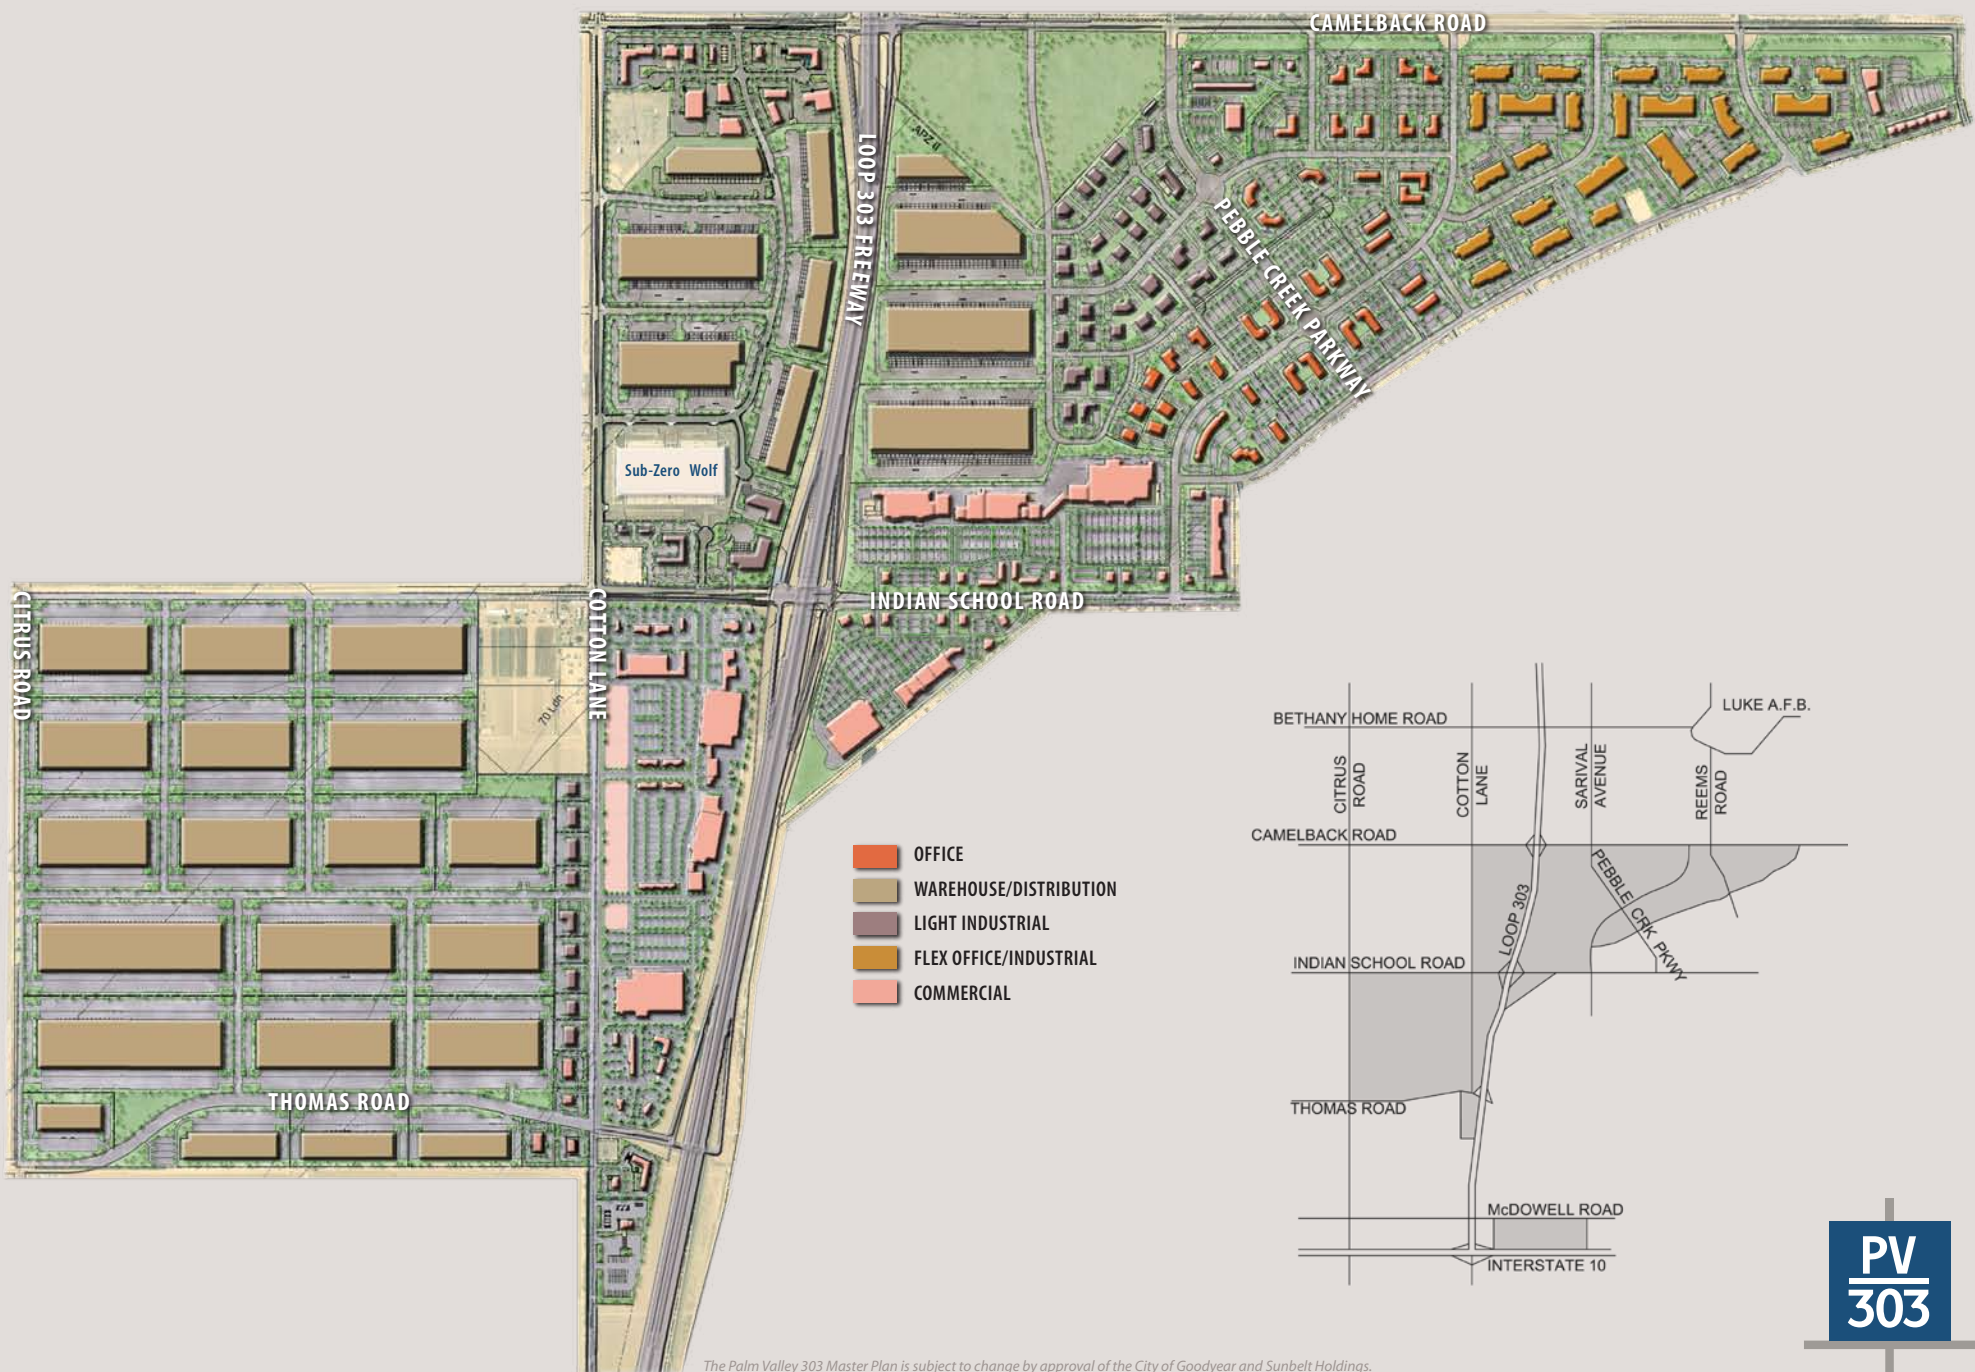 CAMELBACK ROAD
APZ II
LOOP 303 FREEWAY
PEBBLE CREEK PARKWAY
Sub-Zero Wolf
CITRUS ROAD
COTTON LANE
INDIAN SCHOOL ROAD
70 Ldn
THOMAS ROAD
OFFICE
WAREHOUSE/DISTRIBUTION
LIGHT INDUSTRIAL
FLEX OFFICE/INDUSTRIAL
COMMERCIAL
BETHANY HOME ROAD
LUKE A.F.B.
CITRUS
ROAD
COTTON
LANE
SARIVAL
AVENUE
REEMS
ROAD
CAMELBACK ROAD
PEBBLE CRK PKWY
LOOP 303
INDIAN SCHOOL ROAD
THOMAS ROAD
McDOWELL ROAD
INTERSTATE 10
PV
303
The Palm Valley 303 Master Plan is subject to change by approval of the City of Goodyear and Sunbelt Holdings.